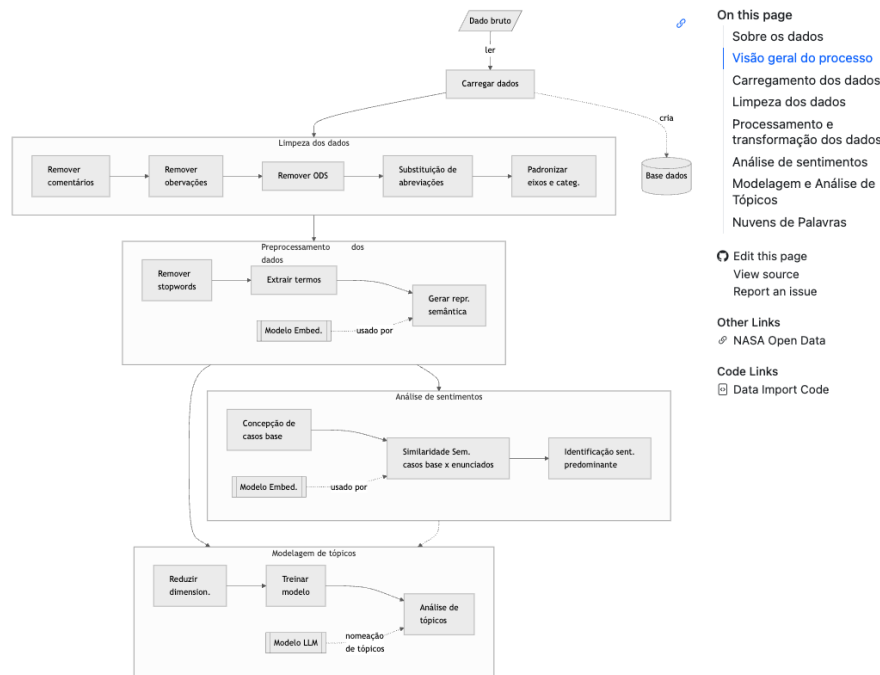 Dado bruto
ler
Carregar dados
cria
Base dados
Limpeza dos dados
Remover
comentários
Remover
obervações
Remover ODS
Substituição de
abreviações
Padronizar
eixos e categ.
Preprocessamento dos
dados
Remover
stopwords
Extrair termos
Gerar repr.
semântica
Modelo Embed.
usado por
Análise de sentimentos
Concepção de
casos base
Similaridade Sem.
casos base x enunciados
Identificação sent.
predominante
Modelo Embed.
usado por
Modelagem de tópicos
Reduzir
dimension.
Treinar
modelo
Análise de
tópicos
Modelo LLM
nomeação
de tópicos
On this page
Sobre os dados
Visão geral do processo
Carregamento dos dados
Limpeza dos dados
Processamento e
transformação dos dados
Análise de sentimentos
Modelagem e Análise de
Tópicos
Nuvens de Palavras
Edit this page
View source
Report an issue
Other Links
NASA Open Data
Code Links
Data Import Code